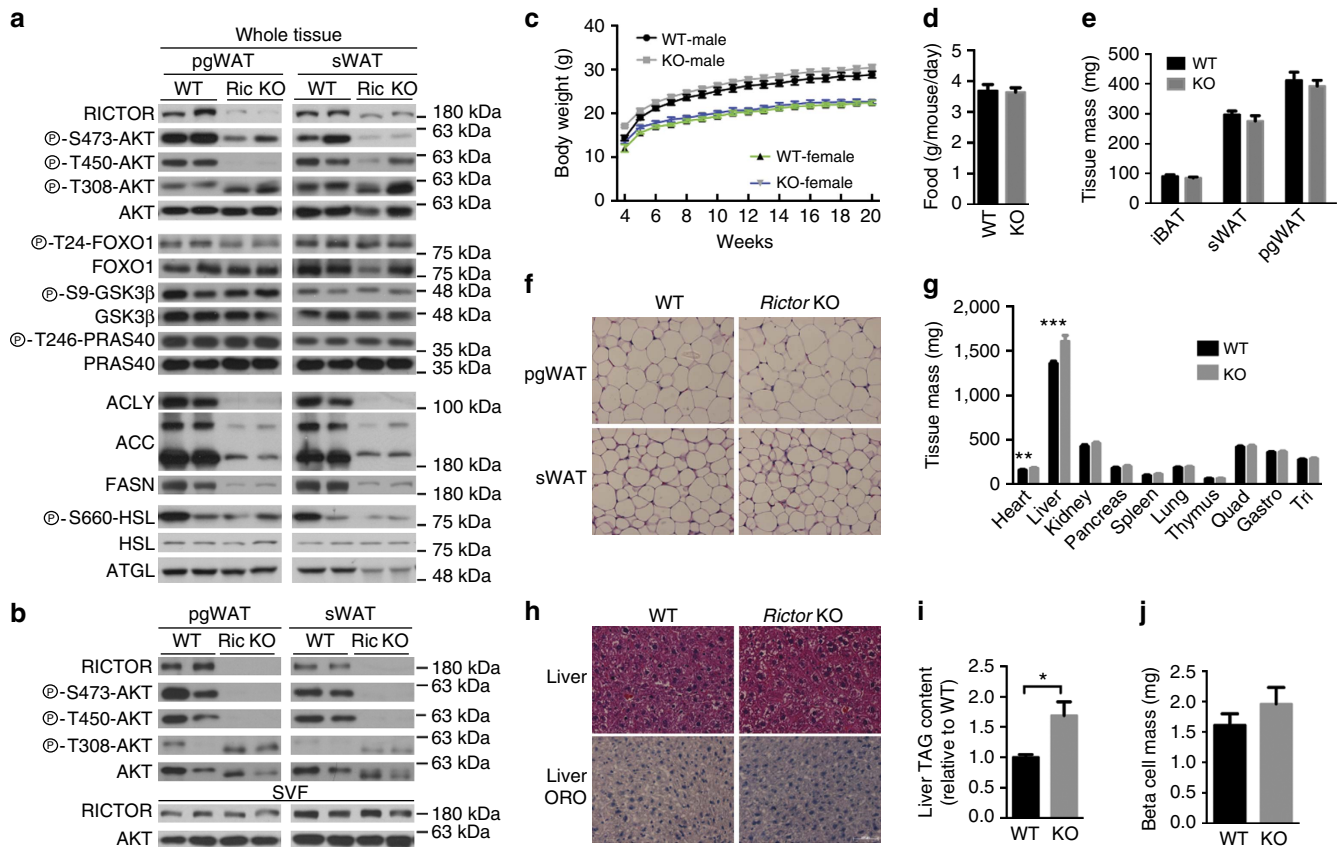 a
Whole tissue
pgWAT sWAT
WT Ric KO WT Ric KO
RICTOR 180 kDa
Ⓟ-S473-AKT 63 kDa
Ⓟ-T450-AKT 63 kDa
Ⓟ-T308-AKT 63 kDa
AKT 63 kDa
Ⓟ-T24-FOXO1 75 kDa
FOXO1 75 kDa
Ⓟ-S9-GSK3β 48 kDa
GSK3β 48 kDa
Ⓟ-T246-PRAS40 35 kDa
PRAS40 35 kDa
ACLY 100 kDa
ACC 180 kDa
FASN 180 kDa
Ⓟ-S660-HSL 75 kDa
HSL 75 kDa
ATGL 48 kDa
b
pgWAT sWAT
WT Ric KO WT Ric KO
RICTOR 180 kDa
Ⓟ-S473-AKT 63 kDa
Ⓟ-T450-AKT 63 kDa
Ⓟ-T308-AKT 63 kDa
AKT 63 kDa
SVF
RICTOR 180 kDa
AKT 63 kDa
c
Body weight (g)
40
30
20
10
0
WT-male
KO-male
WT-female
KO-female
4 6 8 10 12 14 16 18 20
Weeks
d
Food (g/mouse/day)
5
4
3
2
1
0
WT KO
e
Tissue mass (mg)
500
400
300
200
100
0
WT
KO
iBAT sWAT pgWAT
f
WT Rictor KO
pgWAT
sWAT
g
Tissue mass (mg)
2,000
1,500
1,000
500
0
** ***
WT
KO
Heart Liver Kidney Pancreas Spleen Lung Thymus Quad Gastro Tri
h
WT Rictor KO
Liver
Liver
ORO
i
Liver TAG content
(relative to WT)
2.5
2.0
1.5
1.0
0.5
0.0
*
WT KO
j
Beta cell mass (mg)
2.5
2.0
1.5
1.0
0.5
0.0
WT KO